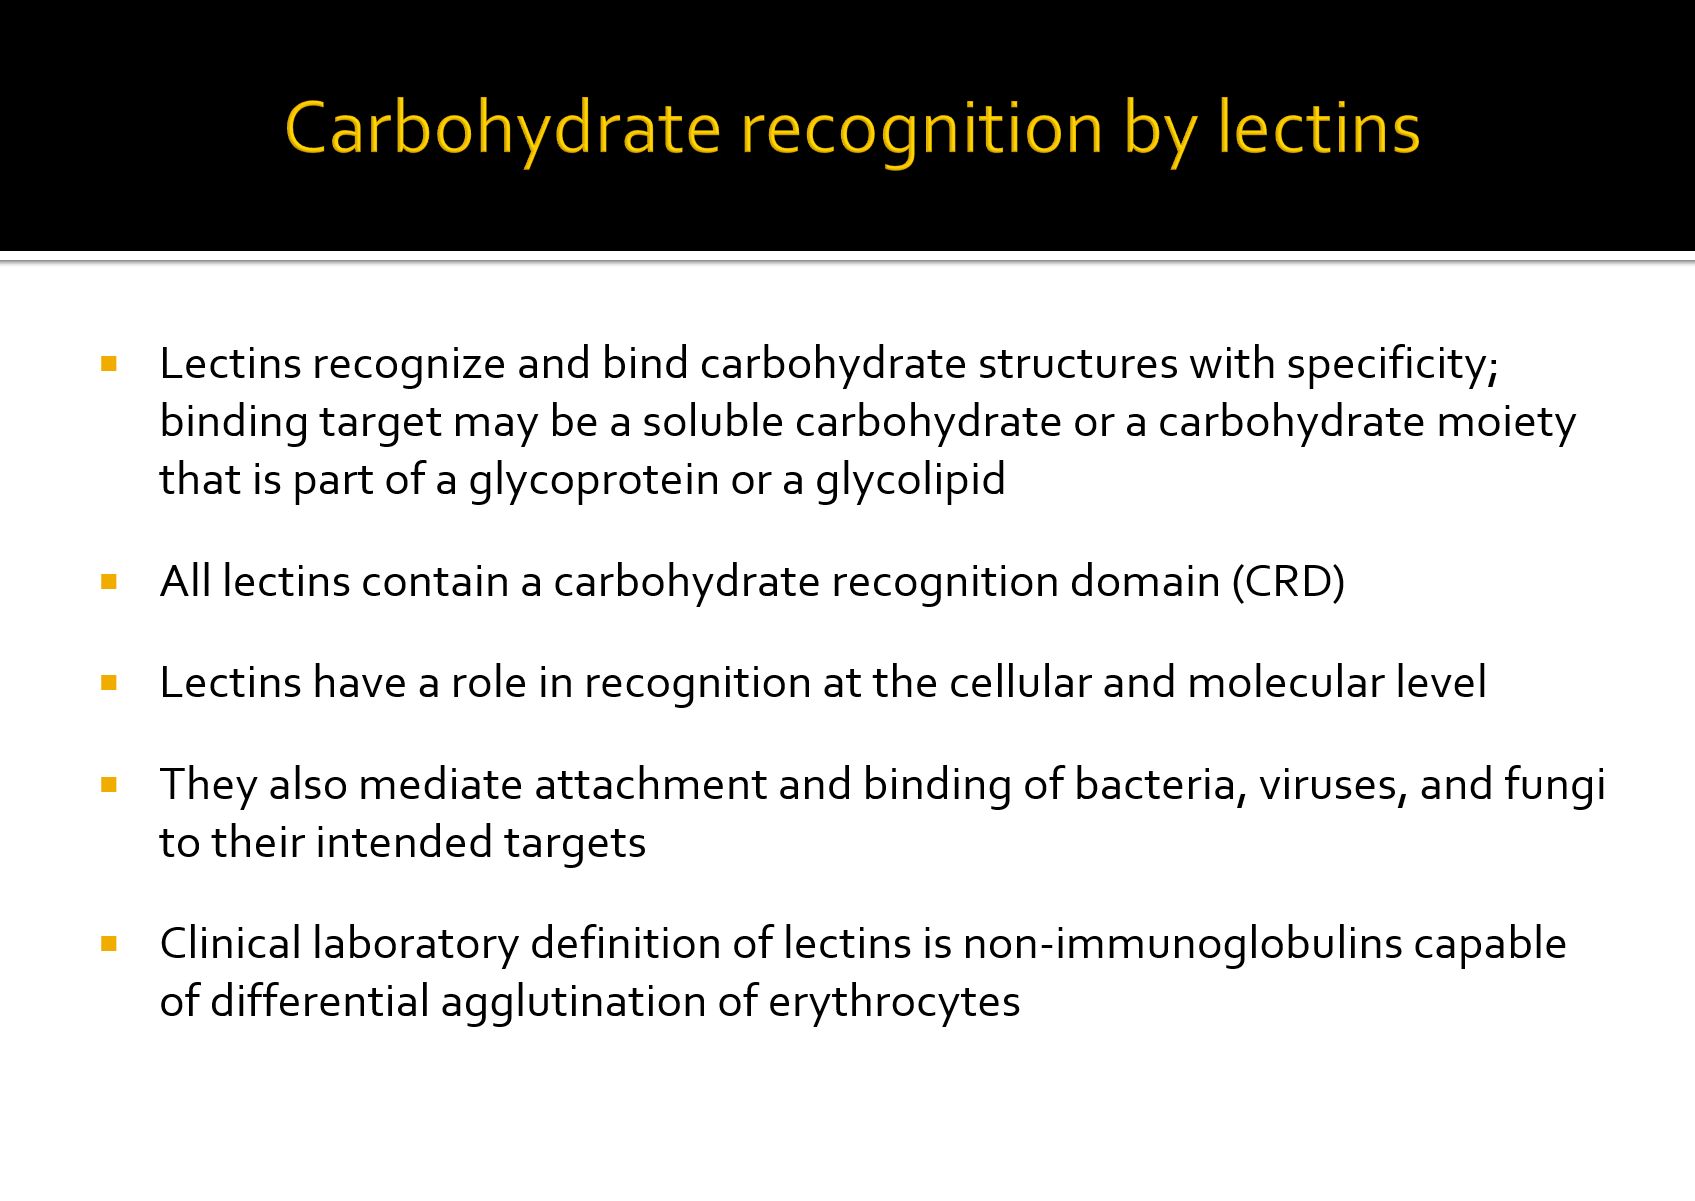 Carbohydrate recognition by lectins
Lectins recognize and bind carbohydrate structures with specificity;
binding target may be a soluble carbohydrate or a carbohydrate moiety
that is part of a glycoprotein or a glycolipid
All lectins contain a carbohydrate recognition domain (CRD)
Lectins have a role in recognition at the cellular and molecular level
They also mediate attachment and binding of bacteria, viruses, and fungi
to their intended targets
Clinical laboratory definition of lectins is non-immunoglobulins capable
of differential agglutination of erythrocytes